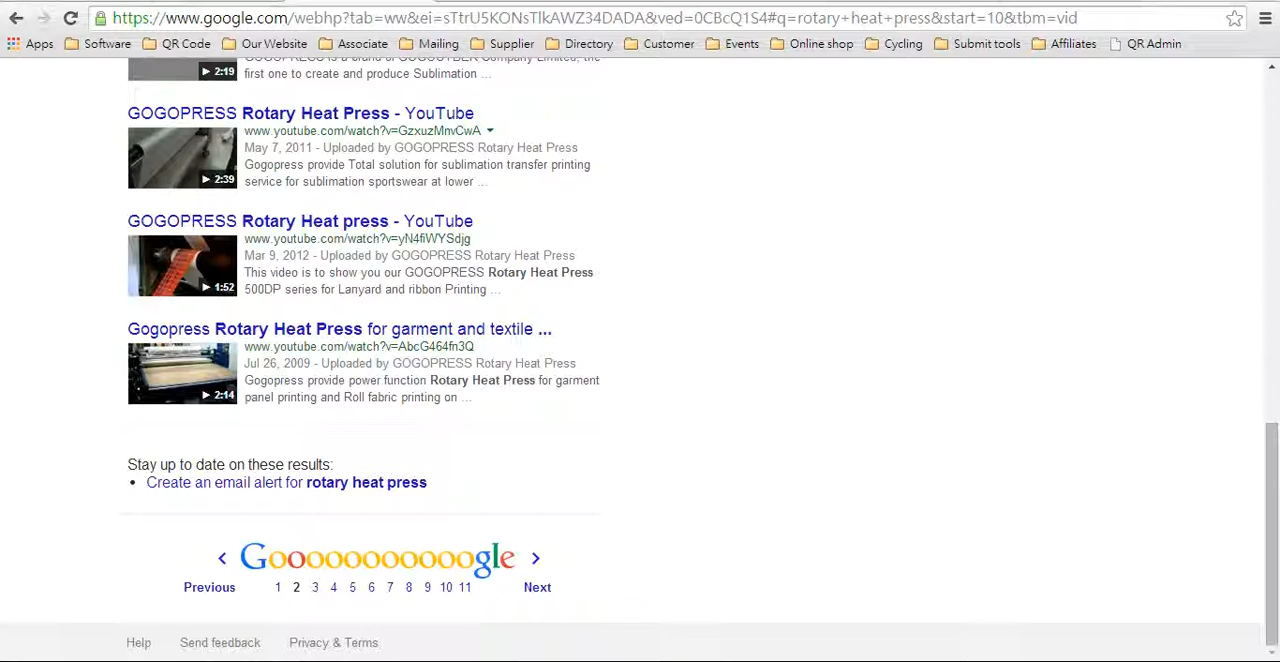 https://www.google.com/webhp?tab=ww&ei=sTtrU5KONsTlkAWZ34DADA&ved=0CBcQ1S4#q=rotary+heat+press&start=10&tbm=vid
Apps Software QR Code Our Website Associate Mailing Supplier Directory Customer Events Online shop Cycling Submit tools Affiliates QR Admin
2:19
first one to create and produce Sublimation ...
GOGOPRESS Rotary Heat Press - YouTube
www.youtube.com/watch?v=GzxuzMnvCwA
May 7, 2011 - Uploaded by GOGOPRESS Rotary Heat Press
Gogopress provide Total solution for sublimation transfer printing
2:39
service for sublimation sportswear at lower ...
GOGOPRESS Rotary Heat press - YouTube
www.youtube.com/watch?v=yN4fiWYSdjg
Mar 9, 2012 - Uploaded by GOGOPRESS Rotary Heat Press
This video is to show you our GOGOPRESS Rotary Heat Press
1:52
500DP series for Lanyard and ribbon Printing ...
Gogopress Rotary Heat Press for garment and textile ...
www.youtube.com/watch?v=AbcG464fn3Q
Jul 26, 2009 - Uploaded by GOGOPRESS Rotary Heat Press
Gogopress provide power function Rotary Heat Press for garment
2:14
panel printing and Roll fabric printing on ...
Stay up to date on these results:
• Create an email alert for rotary heat press
Goooooooooogle
Previous 1 2 3 4 5 6 7 8 9 10 11 Next
Help Send feedback Privacy & Terms